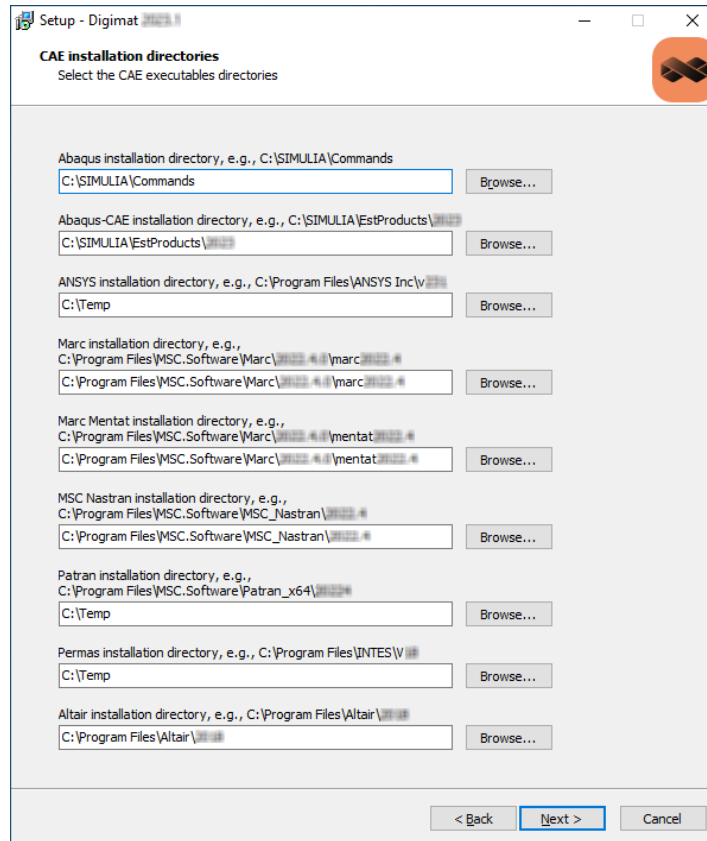 Setup - Digimat
CAE installation directories
Select the CAE executables directories
Abaqus installation directory, e.g., C:\SIMULIA\Commands
C:\SIMULIA\Commands
Browse...
Abaqus-CAE installation directory, e.g., C:\SIMULIA\EstProducts\
C:\SIMULIA\EstProducts\
Browse...
ANSYS installation directory, e.g., C:\Program Files\ANSYS Inc\v
C:\Temp
Browse...
Marc installation directory, e.g.,
C:\Program Files\MSC.Software\Marc\ \marc
C:\Program Files\MSC.Software\Marc\ \marc
Browse...
Marc Mentat installation directory, e.g.,
C:\Program Files\MSC.Software\Marc\ \mentat
C:\Program Files\MSC.Software\Marc\ \mentat
Browse...
MSC Nastran installation directory, e.g.,
C:\Program Files\MSC.Software\MSC_Nastran\
C:\Program Files\MSC.Software\MSC_Nastran\
Browse...
Patran installation directory, e.g.,
C:\Program Files\MSC.Software\Patran_x64\
C:\Temp
Browse...
Permas installation directory, e.g., C:\Program Files\INTES\V
C:\Temp
Browse...
Altair installation directory, e.g., C:\Program Files\Altair\
C:\Program Files\Altair\
Browse...
< Back Next > Cancel